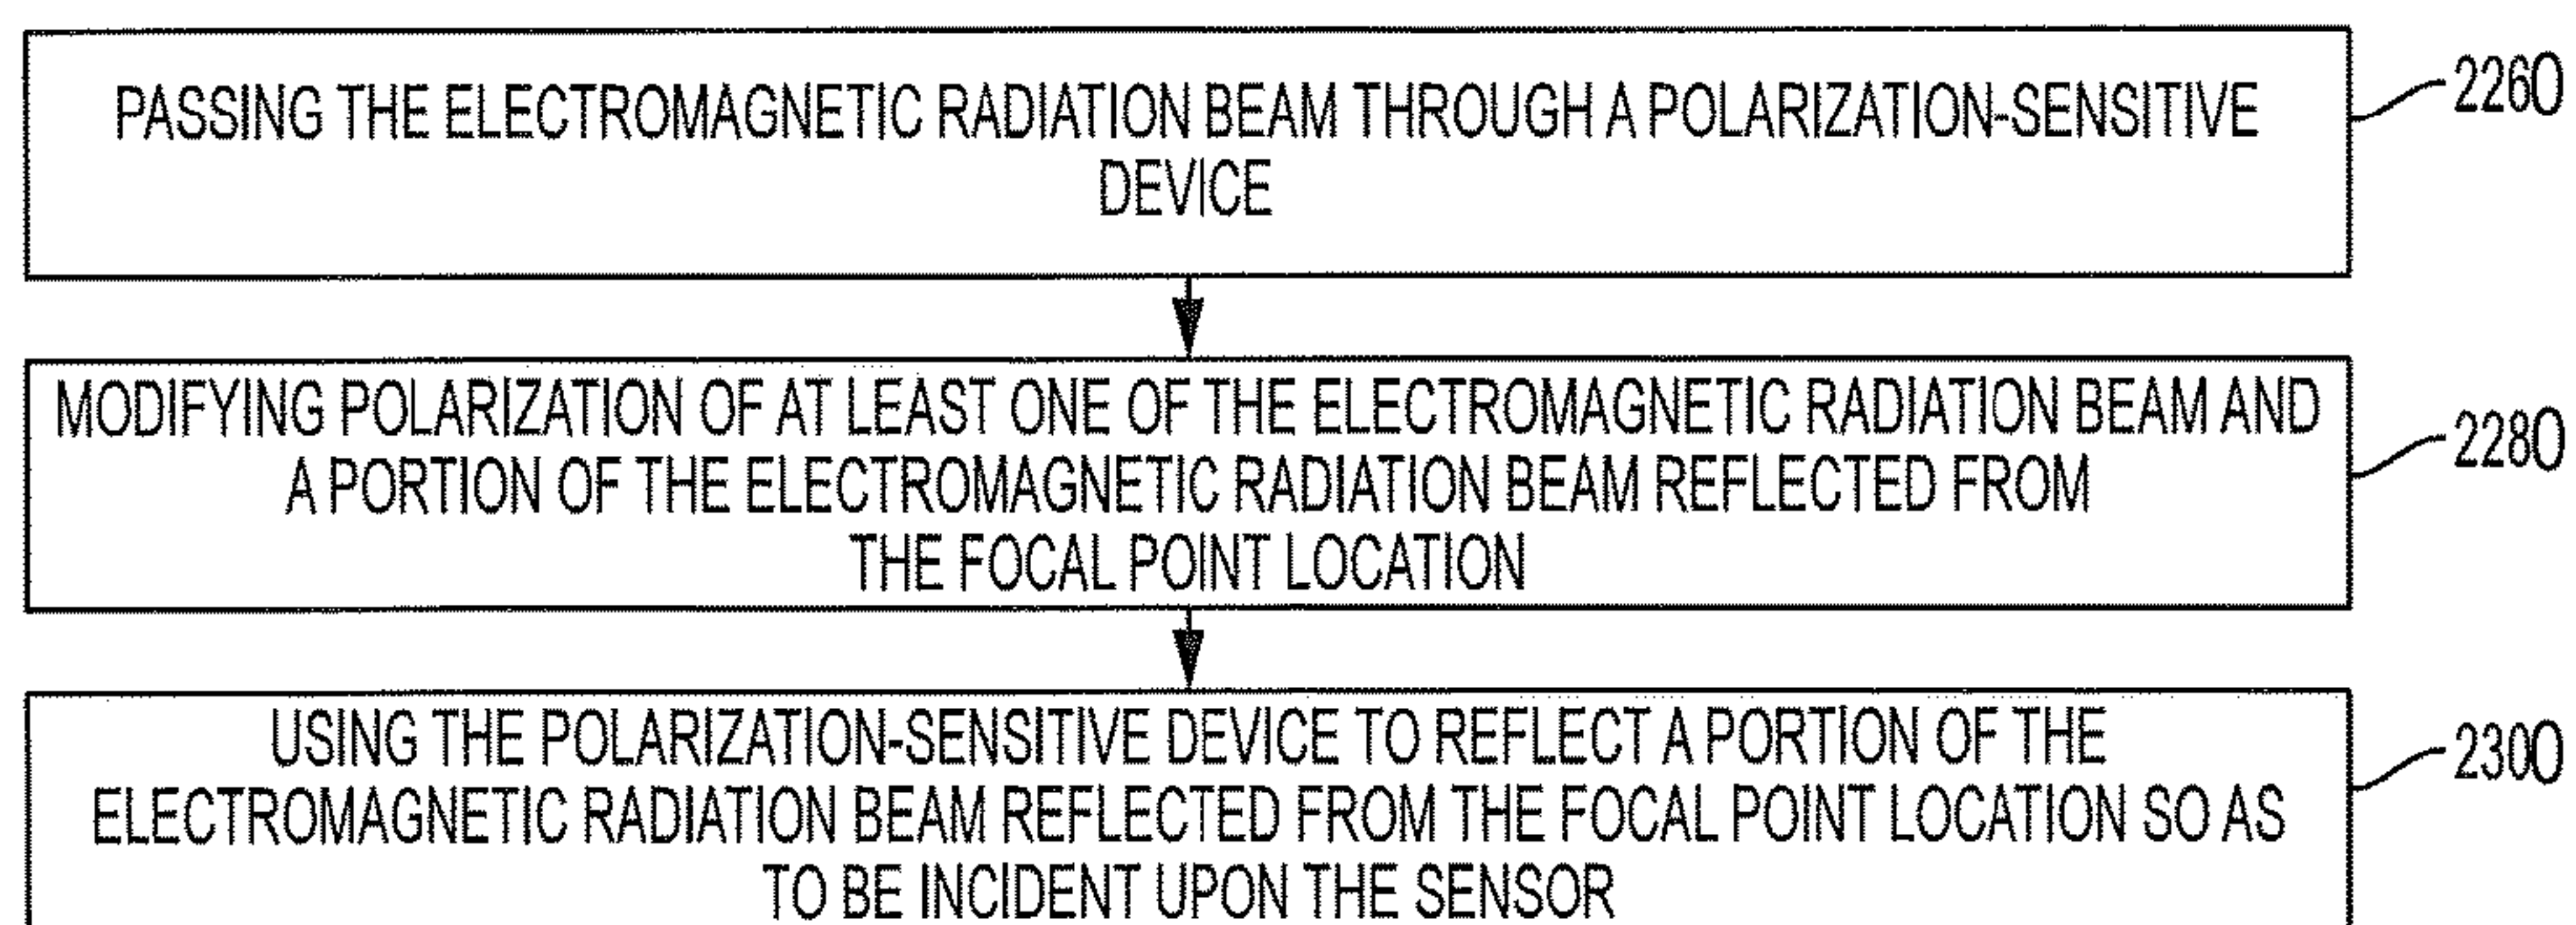 PASSING THE ELECTROMAGNETIC RADIATION BEAM THROUGH A POLARIZATION-SENSITIVE
DEVICE
2260
MODIFYING POLARIZATION OF AT LEAST ONE OF THE ELECTROMAGNETIC RADIATION BEAM AND
A PORTION OF THE ELECTROMAGNETIC RADIATION BEAM REFLECTED FROM
THE FOCAL POINT LOCATION
2280
USING THE POLARIZATION-SENSITIVE DEVICE TO REFLECT A PORTION OF THE
ELECTROMAGNETIC RADIATION BEAM REFLECTED FROM THE FOCAL POINT LOCATION SO AS
TO BE INCIDENT UPON THE SENSOR
2300